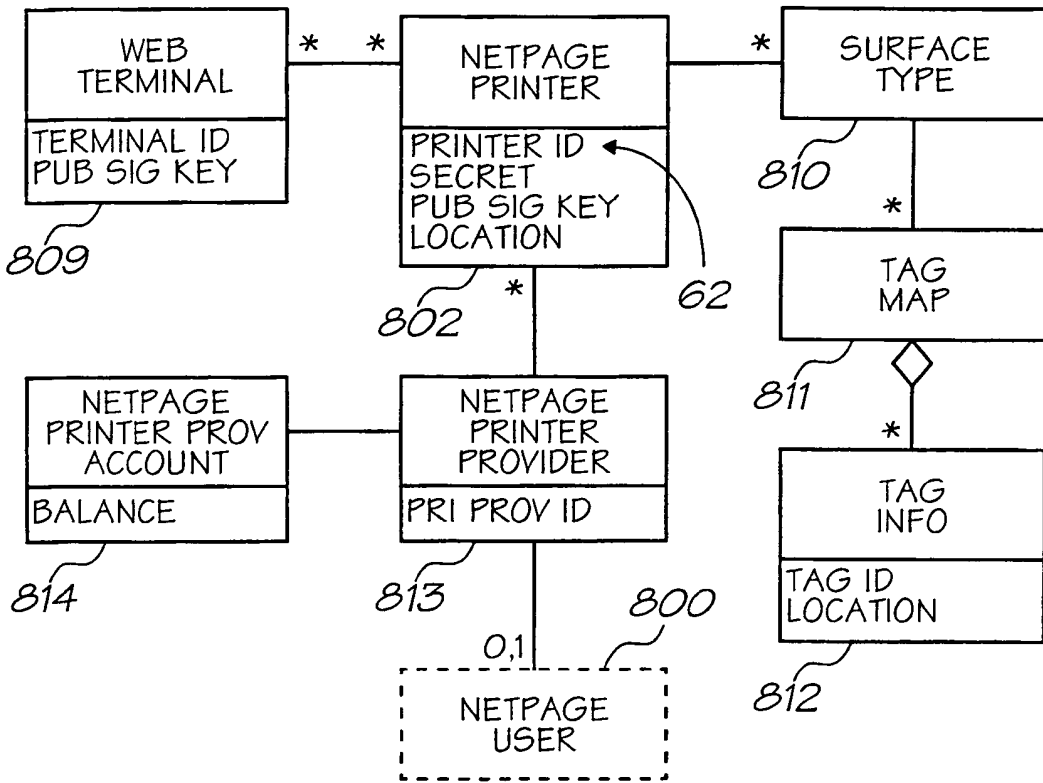 WEB
TERMINAL
* *
TERMINAL ID
PUB SIG KEY
809
NETPAGE
PRINTER
PRINTER ID
SECRET
PUB SIG KEY
LOCATION
62
802
*
*
SURFACE
TYPE
810
*
TAG
MAP
811
*
TAG
INFO
TAG ID
LOCATION
812
NETPAGE
PRINTER PROV
ACCOUNT
BALANCE
814
NETPAGE
PRINTER
PROVIDER
PRI PROV ID
813
0,1
800
NETPAGE
USER